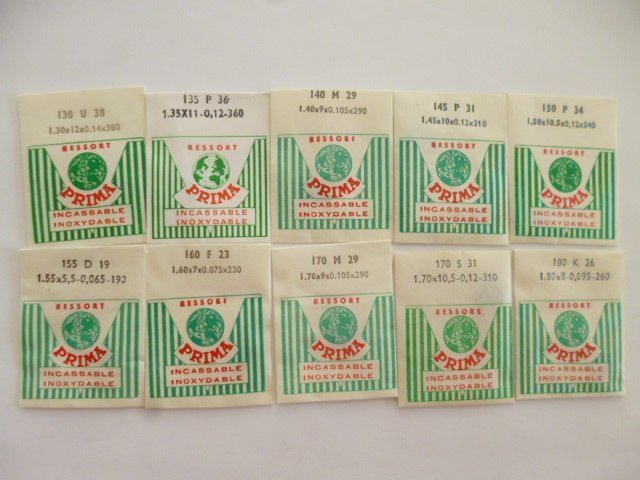 130 U 38
1.30x12x0.14x380
RESSORT
PRIMA
INCASSABLE
INOXYDABLE
135 P 36
1.35X11-0,12-360
RESSORT
PRIMA
INCASSABLE
INOXYDABLE
140 M 29
1.40x9x0.105x290
RESSORT
PRIMA
INCASSABLE
INOXYDABLE
145 P 31
1.45x10x0.12x310
RESSORT
PRIMA
INCASSABLE
INOXYDABLE
150 P 34
1.50x10.5x0,12x340
RESSORT
PRIMA
INCASSABLE
INOXYDABLE
155 D 19
1.55x5,5-0,065-190
RESSORT
PRIMA
INCASSABLE
INOXYDABLE
160 F 23
1.60x7x0.075x230
RESSORT
PRIMA
INCASSABLE
INOXYDABLE
170 M 29
1.70x9x0.105x290
RESSORT
PRIMA
INCASSABLE
INOXYDABLE
170 S 31
1.70x10,5-0,12-310
RESSORT
PRIMA
INCASSABLE
INOXYDABLE
180 K 26
1.80x8-0,095-260
RESSORT
PRIMA
INCASSABLE
INOXYDABLE